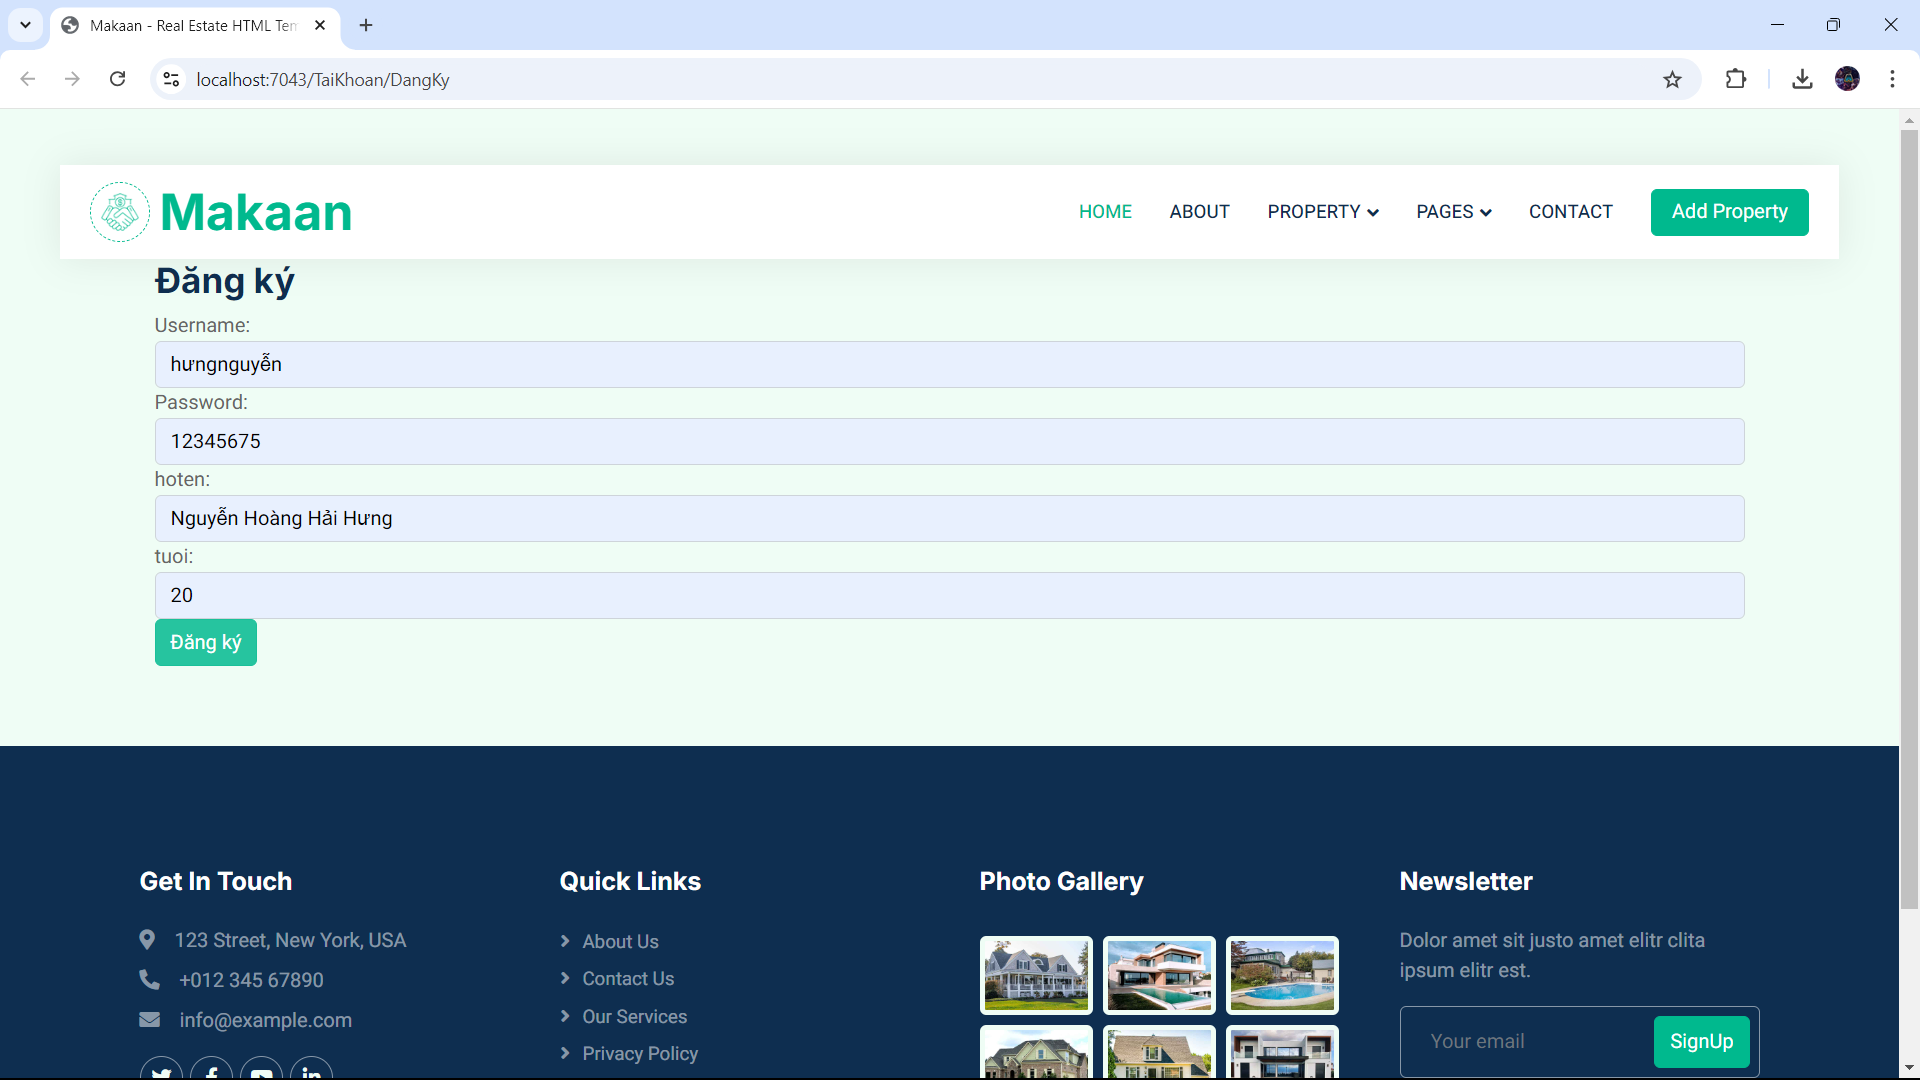 Makaan - Real Estate HTML Tem
localhost:7043/TaiKhoan/DangKy
Makaan
HOME
ABOUT
PROPERTY
PAGES
CONTACT
Add Property
Đăng ký
Username:
hưngnguyễn
Password:
12345675
hoten:
Nguyễn Hoàng Hải Hưng
tuoi:
20
Đăng ký
Get In Touch
123 Street, New York, USA
+012 345 67890
info@example.com
Quick Links
About Us
Contact Us
Our Services
Privacy Policy
Photo Gallery
Newsletter
Dolor amet sit justo amet elitr clita
ipsum elitr est.
Your email
SignUp